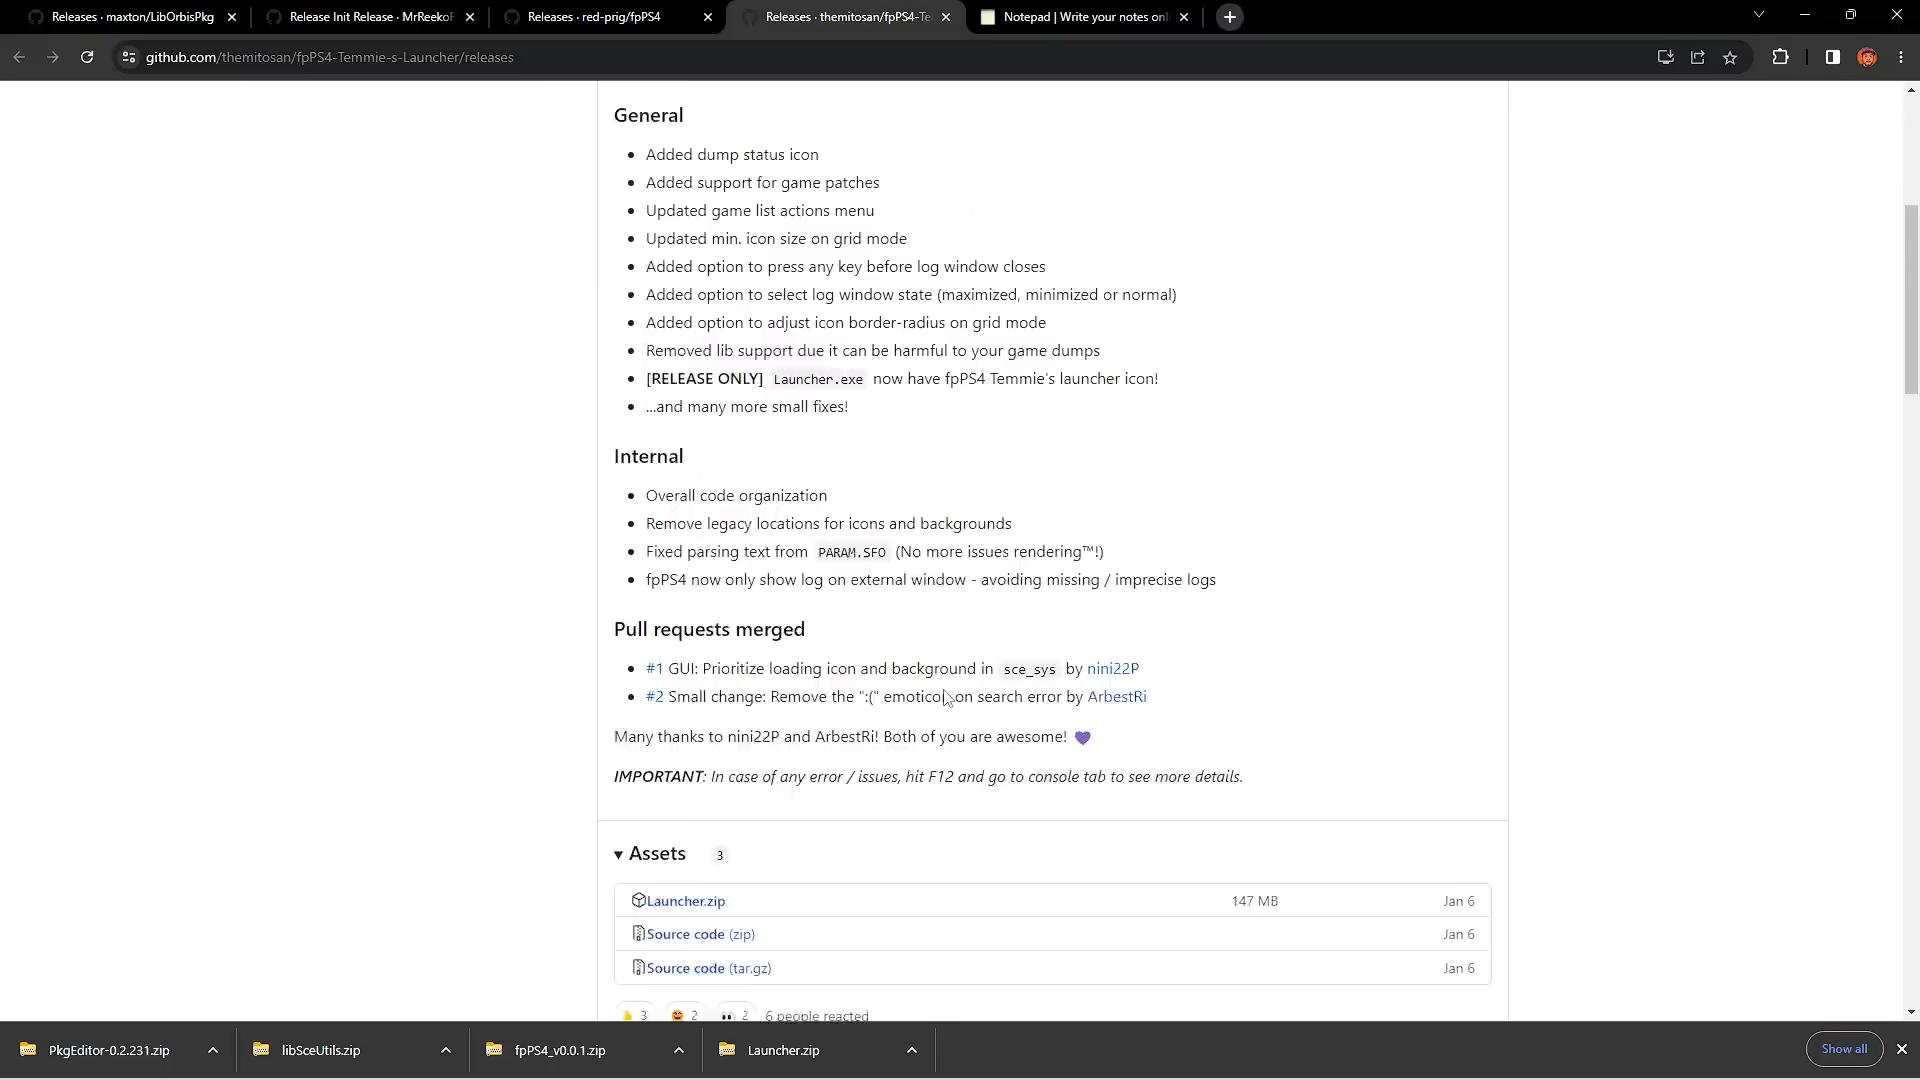 Releases · maxton/LibOrbisPkg
Release Init Release · MrReekoF
Releases · red-prig/fpPS4
Releases · themitosan/fpPS4-Te
Notepad | Write your notes onl
github.com/themitosan/fpPS4-Temmie-s-Launcher/releases
General
Added dump status icon
Added support for game patches
Updated game list actions menu
Updated min. icon size on grid mode
Added option to press any key before log window closes
Added option to select log window state (maximized, minimized or normal)
Added option to adjust icon border-radius on grid mode
Removed lib support due it can be harmful to your game dumps
[RELEASE ONLY] Launcher.exe now have fpPS4 Temmie's launcher icon!
...and many more small fixes!
Internal
Overall code organization
Remove legacy locations for icons and backgrounds
Fixed parsing text from PARAM.SFO (No more issues rendering™!)
fpPS4 now only show log on external window - avoiding missing / imprecise logs
Pull requests merged
#1 GUI: Prioritize loading icon and background in sce_sys by nini22P
#2 Small change: Remove the ":(" emoticon on search error by ArbestRi
Many thanks to nini22P and ArbestRi! Both of you are awesome! 💜
IMPORTANT: In case of any error / issues, hit F12 and go to console tab to see more details.
Assets 3
Launcher.zip 147 MB Jan 6
Source code (zip) Jan 6
Source code (tar.gz) Jan 6
3 2 2 6 people reacted
PkgEditor-0.2.231.zip
libSceUtils.zip
fpPS4_v0.0.1.zip
Launcher.zip
Show all